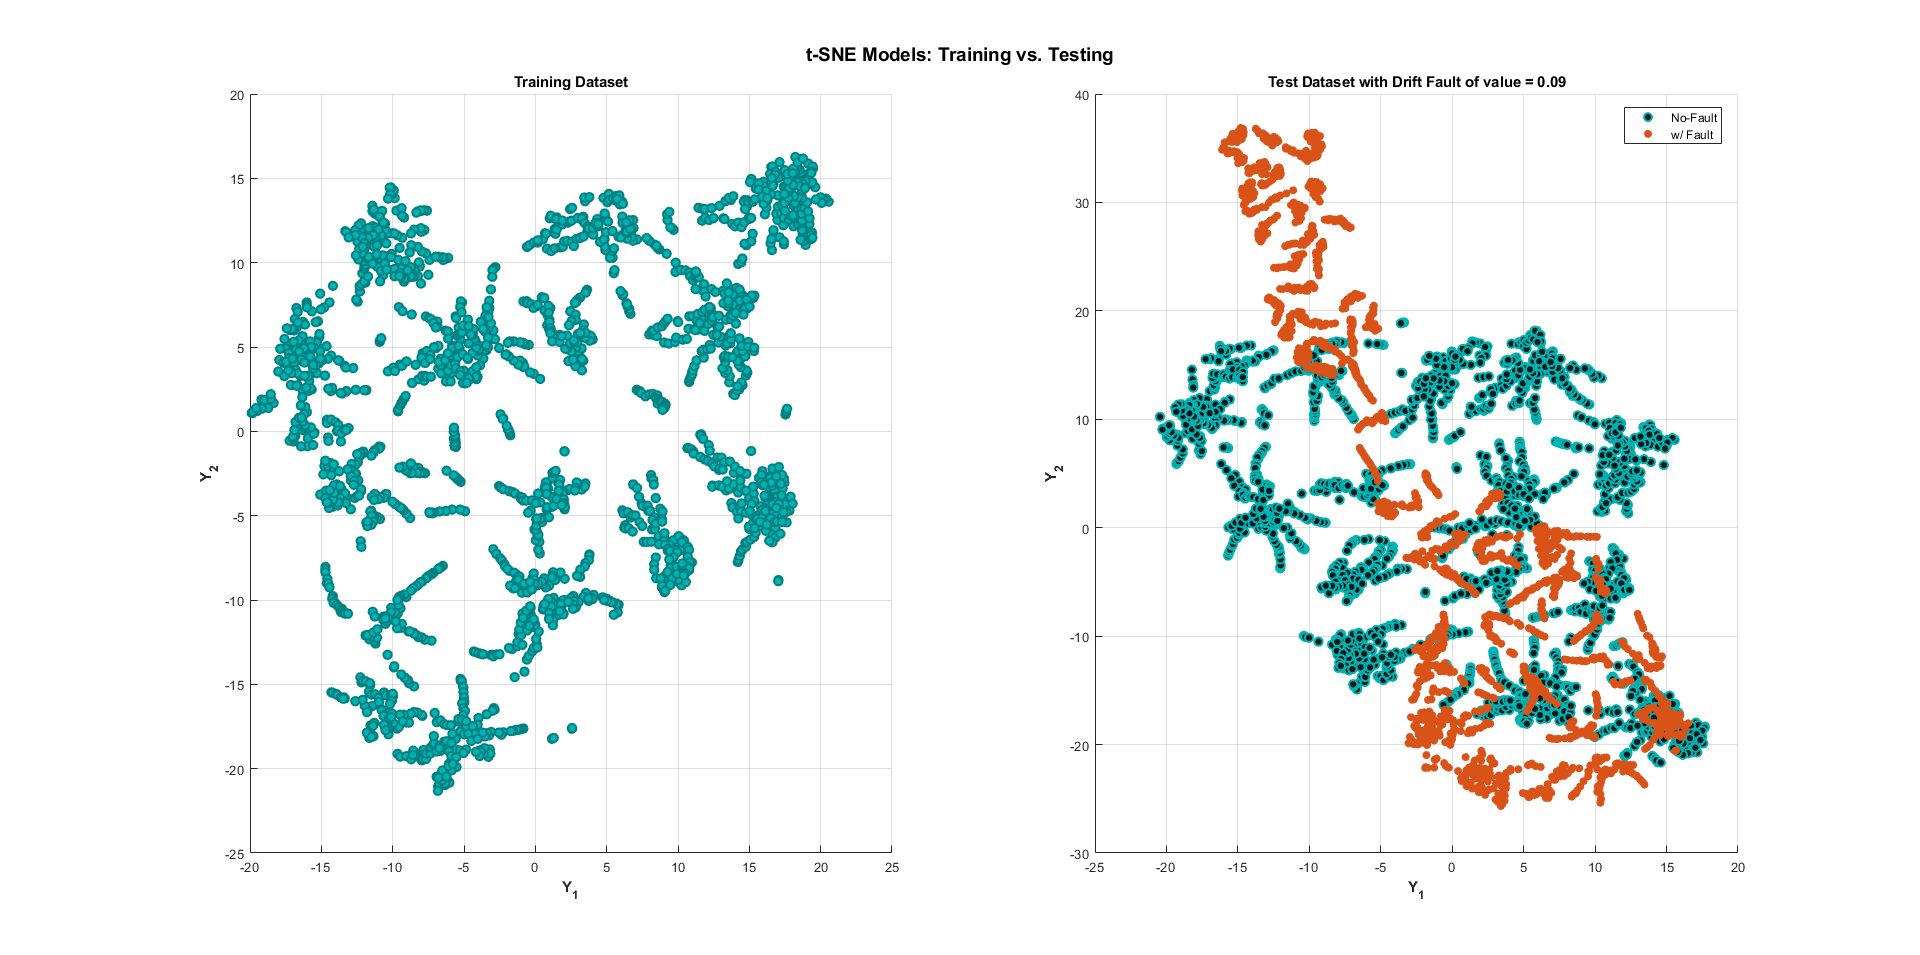 t-SNE Models: Training vs. Testing
Training Dataset
20
15
10
5
0
-5
-10
-15
-20
-25
Y2
-20 -15 -10 -5 0 5 10 15 20 25
Y1
Test Dataset with Drift Fault of value = 0.09
No-Fault
w/ Fault
40
30
20
10
0
-10
-20
-30
Y2
-25 -20 -15 -10 -5 0 5 10 15 20
Y1